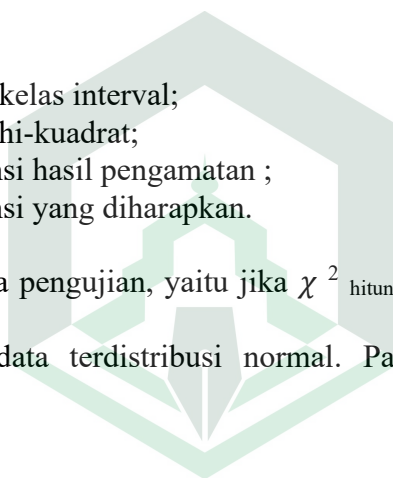 kelas interval;
hi-kuadrat;
si hasil pengamatan ;
si yang diharapkan.
pengujian, yaitu jika χ 2 hitun
data terdistribusi normal. Pa